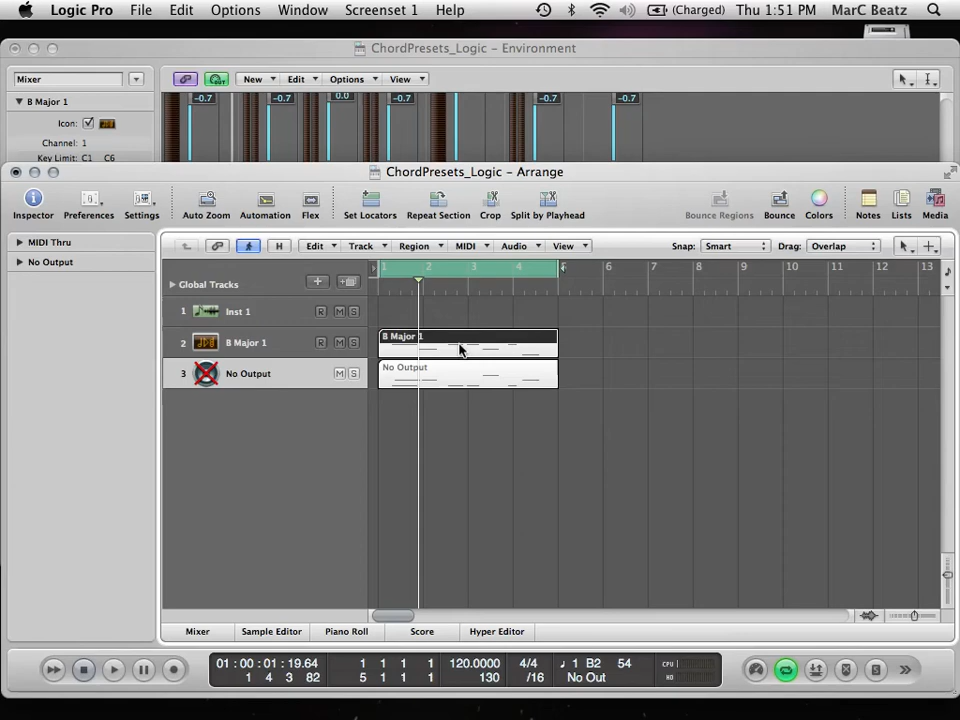 Logic Pro File Edit Options Window Screenset 1 Help (Charged) Thu 1:51 PM MarC Beatz
ChordPresets_Logic - Environment
Mixer New Edit Options View
B Major 1 -0.7 -0.7 0.0 -0.7 -0.7 -0.7
Icon:
Channel: 1
Key Limit: C1 C6
ChordPresets_Logic - Arrange
Inspector Preferences Settings Auto Zoom Automation Flex Set Locators Repeat Section Crop Split by Playhead Bounce Regions Bounce Colors Notes Lists Media
MIDI Thru H Edit Track Region MIDI Audio View Snap: Smart Drag: Overlap
No Output 1 2 3 4 5 6 7 8 9 10 11 12 13
Global Tracks
1 Inst 1 R M S
2 B Major 1 R M S B Major 1
3 No Output M S No Output
Mixer Sample Editor Piano Roll Score Hyper Editor
01:00:01:19.64 1 1 1 120.0000 4/4 1 B2 54 CPU
1 4 3 82 5 1 1 1 130 /16 No Out HD